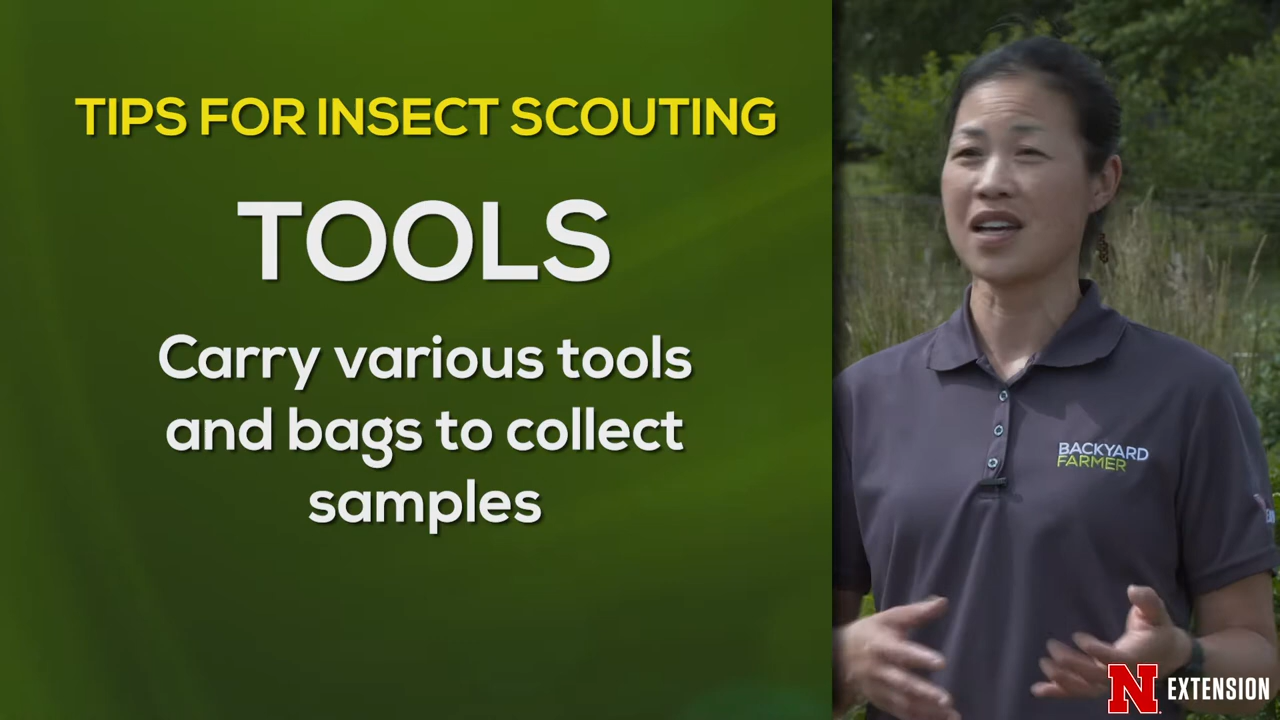 TIPS FOR INSECT SCOUTING
TOOLS
Carry various tools
and bags to collect
samples
BACKYARD
FARMER
N EXTENSION